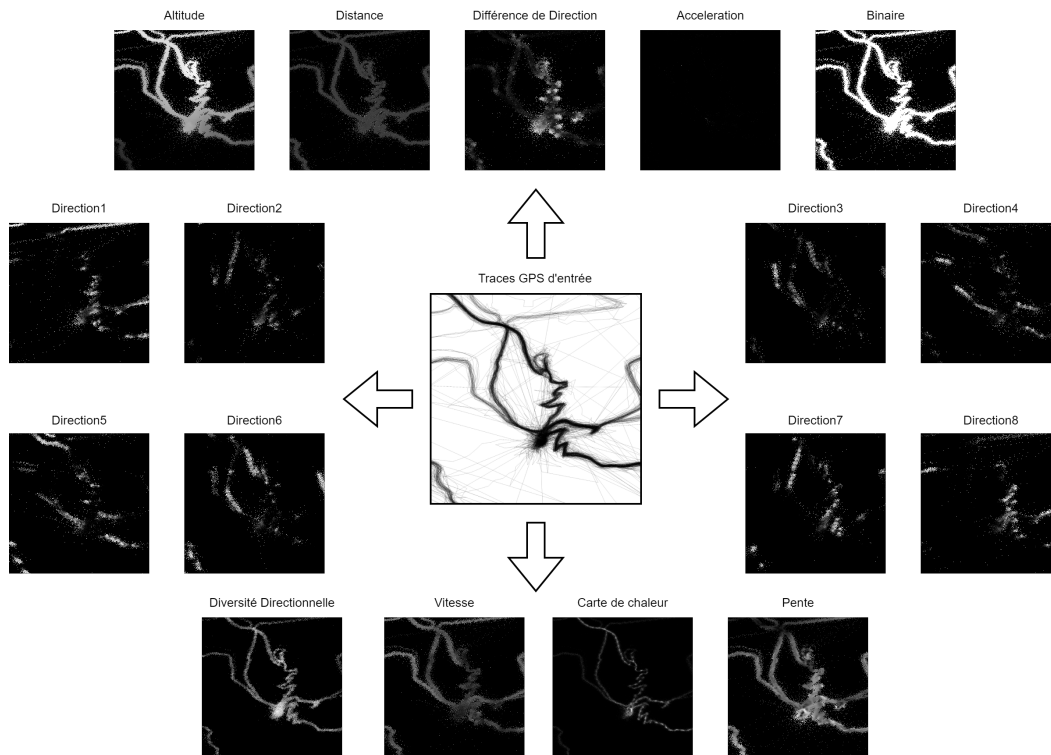 Altitude
Distance
Différence de Direction
Acceleration
Binaire
Direction1
Direction2
Direction3
Direction4
Traces GPS d'entrée
Direction5
Direction6
Direction7
Direction8
Diversité Directionnelle
Vitesse
Carte de chaleur
Pente